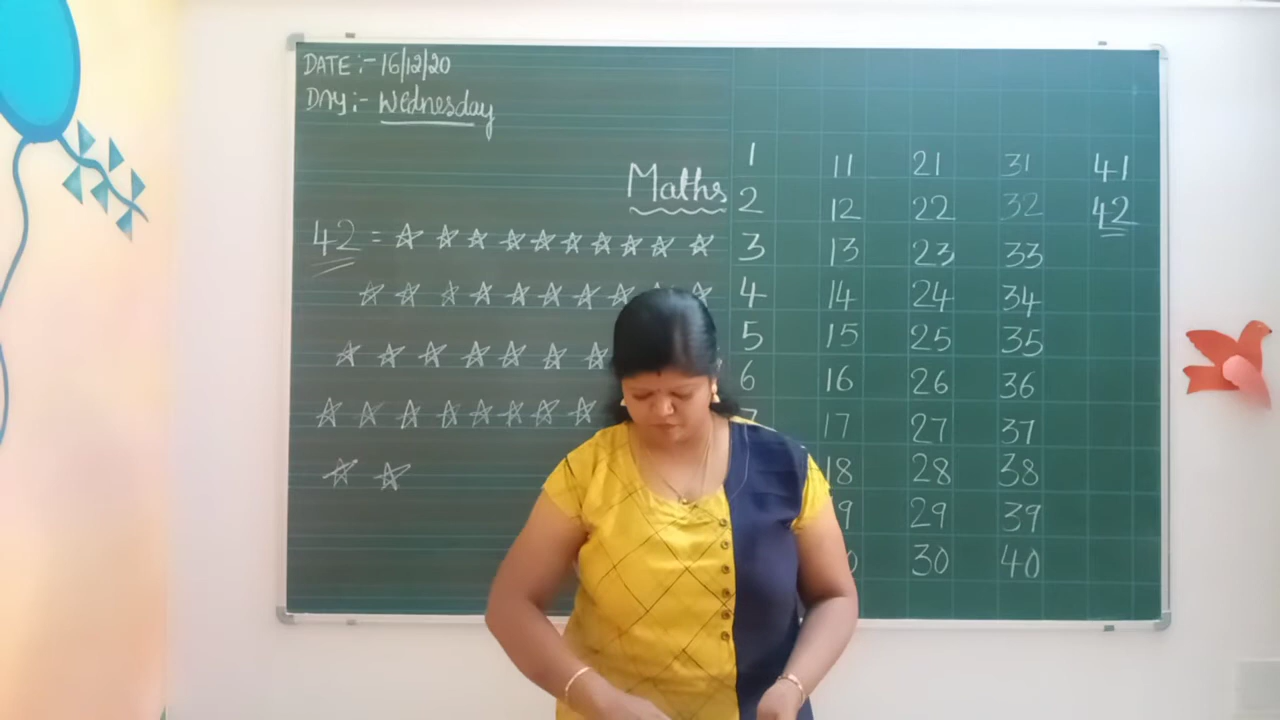 DATE :- 16/12/20
DAY :- Wednesday
Maths
42 =
1 11 21 31 41
2 12 22 32 42
3 13 23 33
4 14 24 34
5 15 25 35
6 16 26 36
17 27 37
18 28 38
29 39
30 40